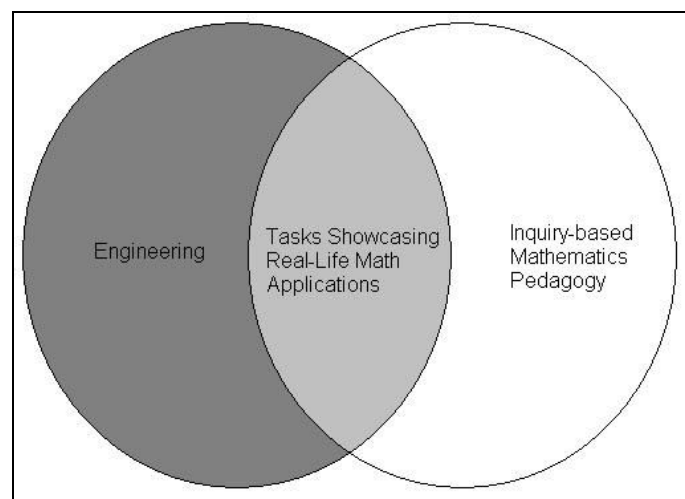 Engineering
Tasks Showcasing
Real-Life Math
Applications
Inquiry-based
Mathematics
Pedagogy